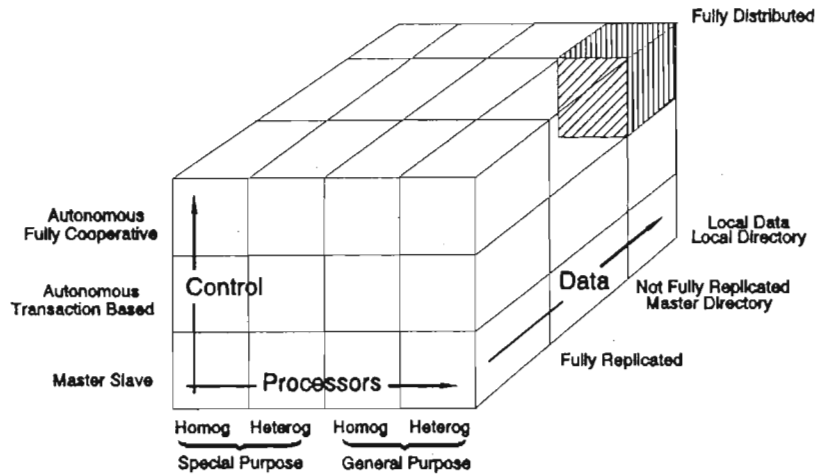 Fully Distributed
Autonomous
Fully Cooperative
Local Data
Local Directory
Autonomous
Transaction Based
Control
Data
Not Fully Replicated
Master Directory
Master Slave
Processors
Fully Replicated
Homog Heterog Homog Heterog
Special Purpose General Purpose